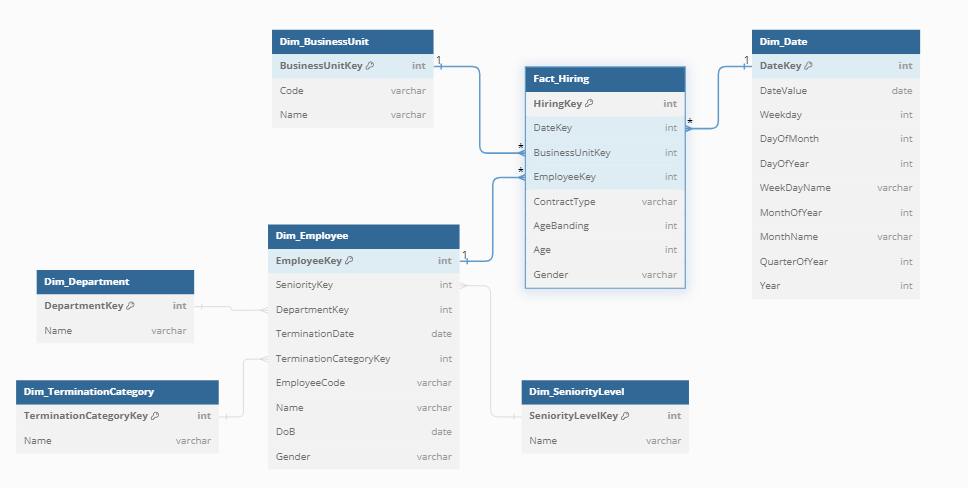 Dim_BusinessUnit
BusinessUnitKey int
Code varchar
Name varchar
1
*
Fact_Hiring
HiringKey int
DateKey int
BusinessUnitKey int
EmployeeKey int
ContractType varchar
AgeBanding int
Age int
Gender varchar
*
*
1
Dim_Date
DateKey int
DateValue date
Weekday int
DayOfMonth int
DayOfYear int
WeekDayName varchar
MonthOfYear int
MonthName varchar
QuarterOfYear int
Year int
Dim_Employee
EmployeeKey int
SeniorityKey int
DepartmentKey int
TerminationDate date
TerminationCategoryKey int
EmployeeCode varchar
Name varchar
DoB date
Gender varchar
1
Dim_Department
DepartmentKey int
Name varchar
Dim_TerminationCategory
TerminationCategoryKey int
Name varchar
Dim_SeniorityLevel
SeniorityLevelKey int
Name varchar